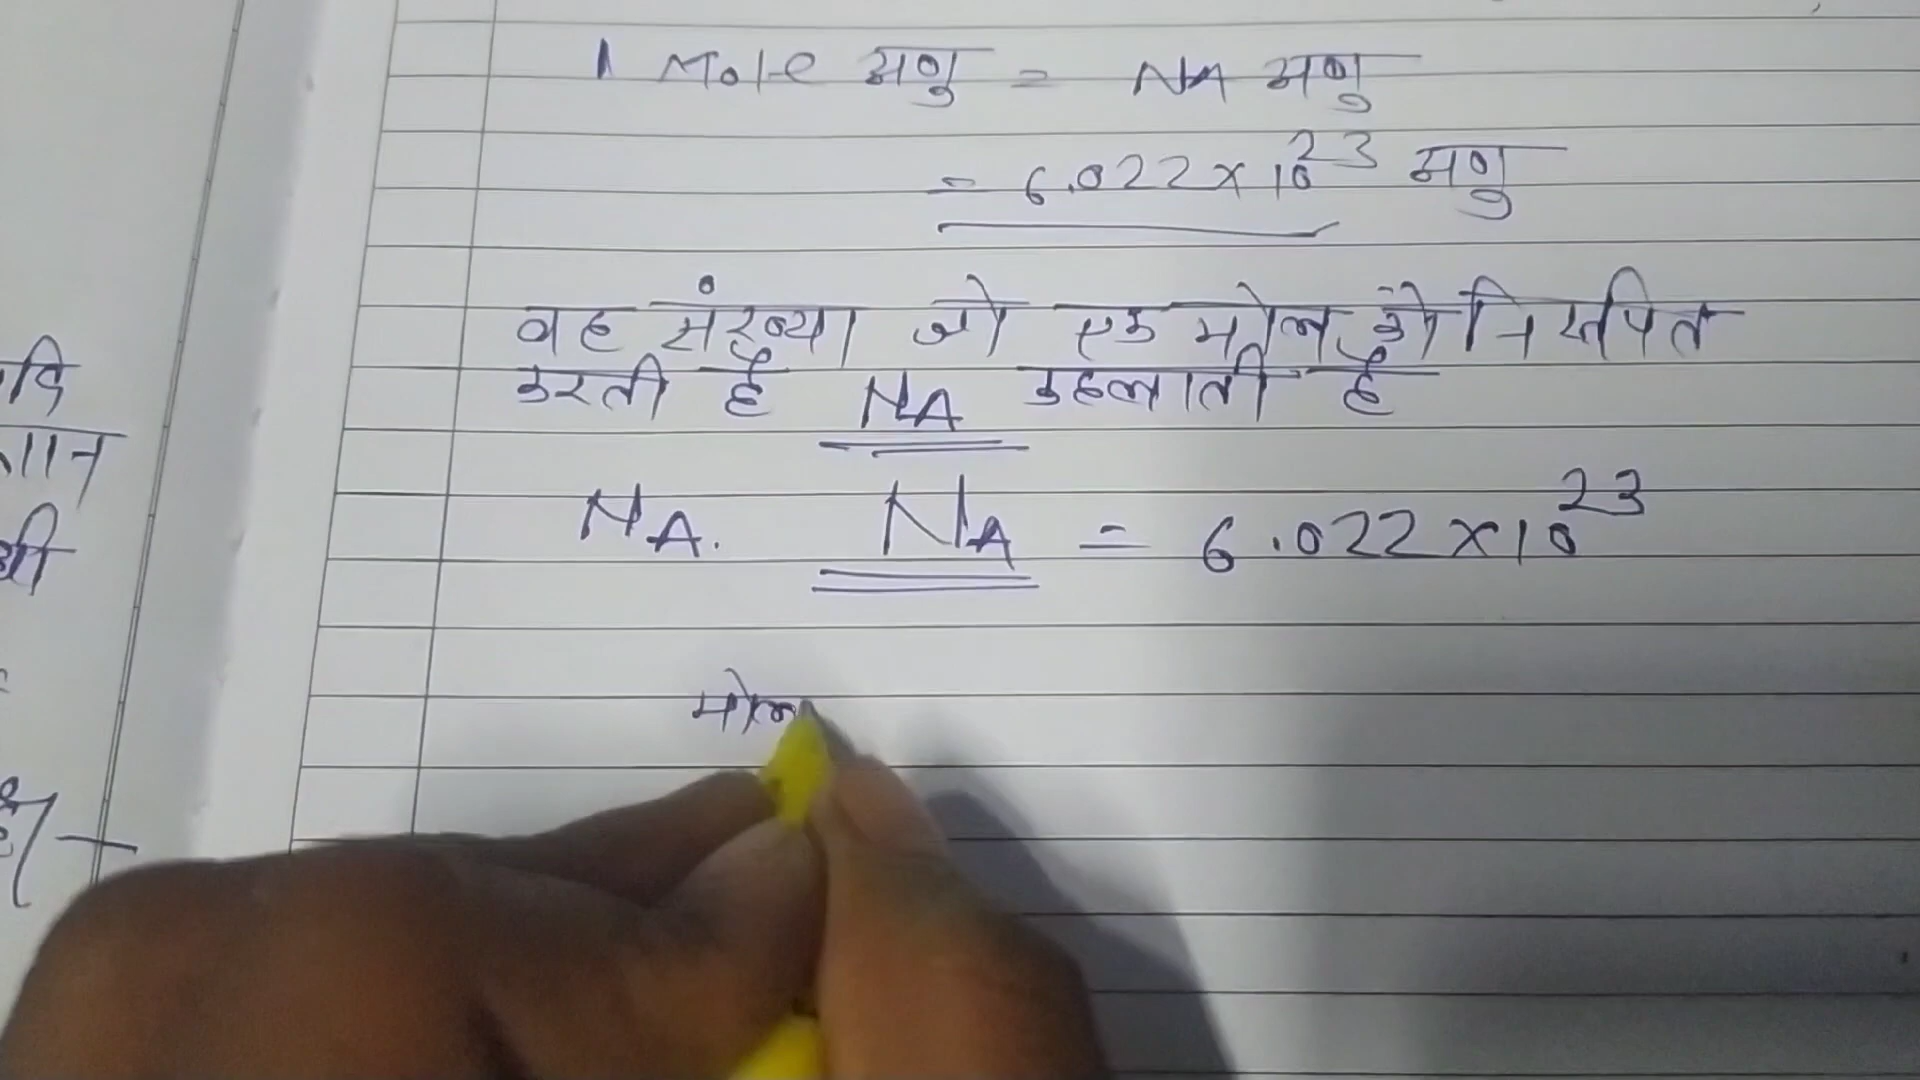 1 Mole अणु = NA अणु
= 6.022 x 10²³ अणु
वह संख्या जो एक मोल को निरूपित
करती है NA कहलाती है
NA. NA = 6.022 x 10²³
मोल